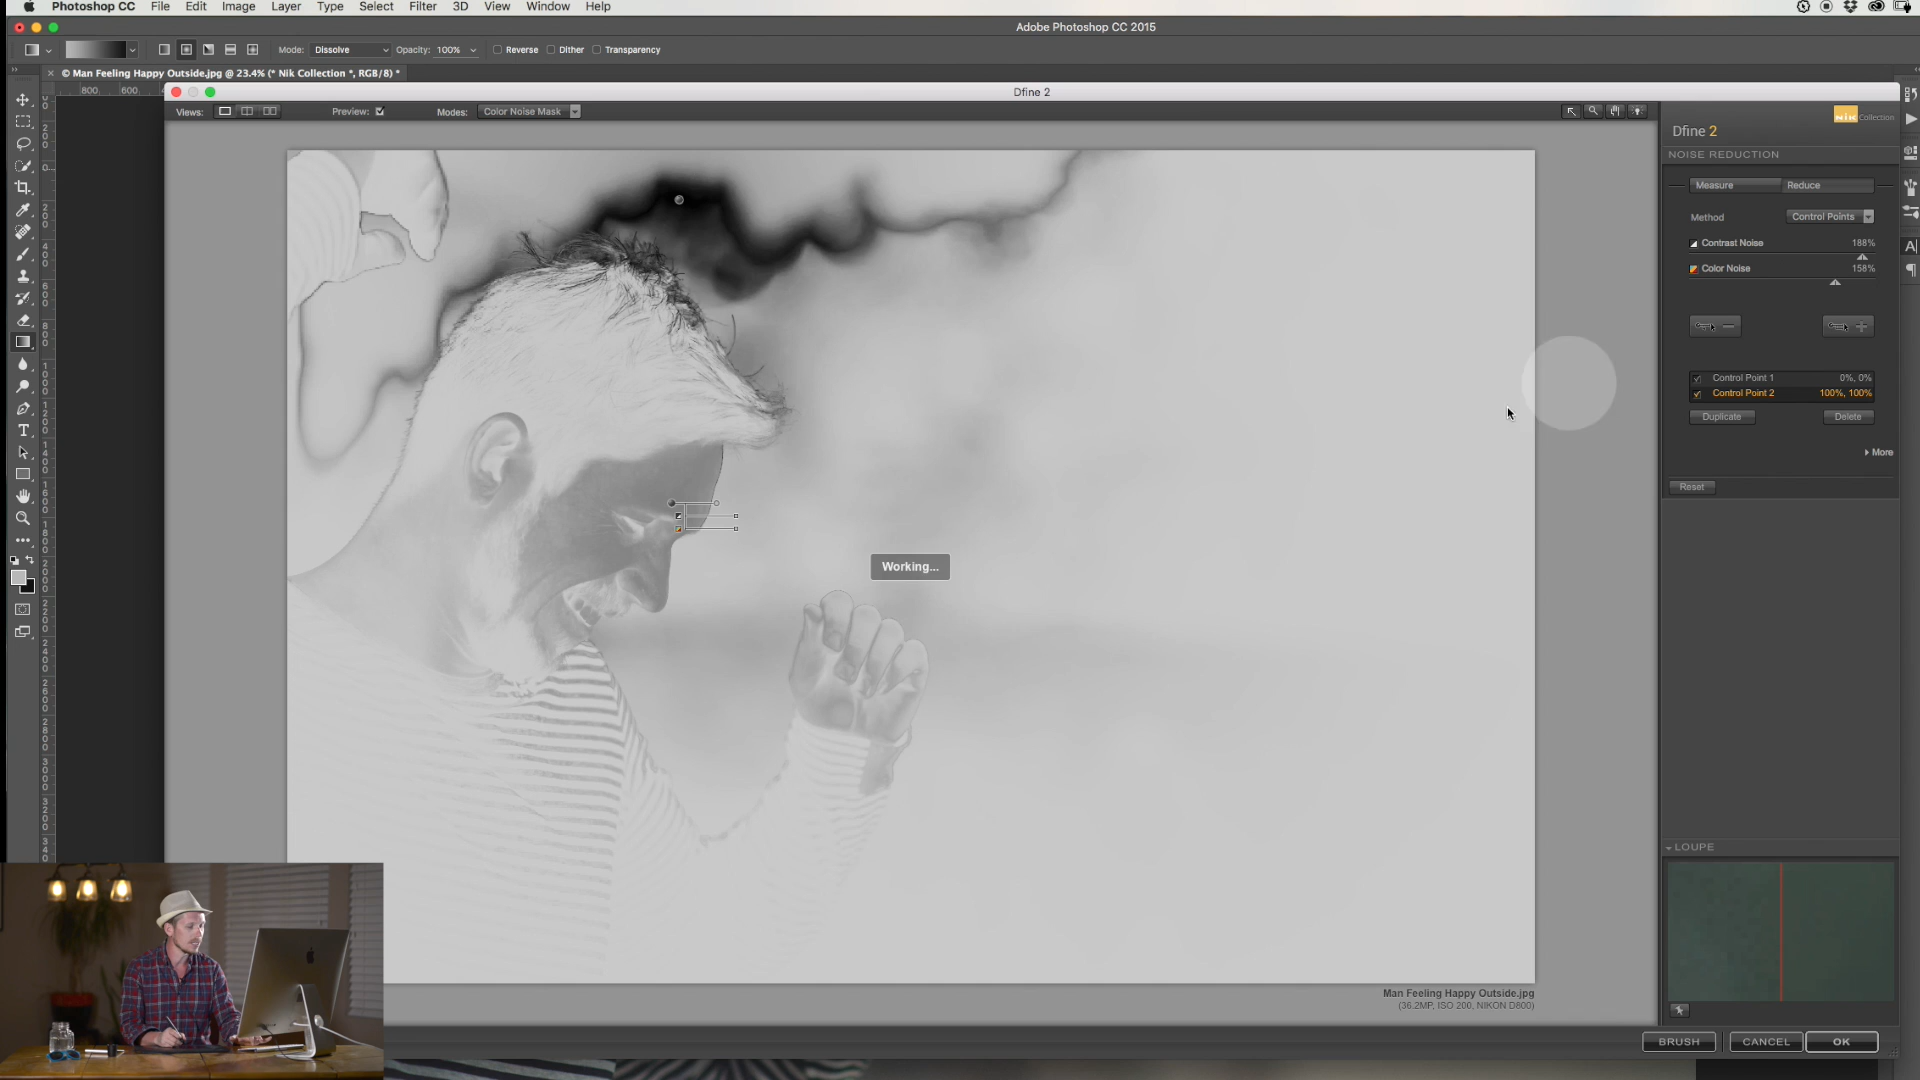 Photoshop CC File Edit Image Layer Type Select Filter 3D View Window Help
Adobe Photoshop CC 2015
Mode: Dissolve Opacity: 100% Reverse Dither Transparency
© Man Feeling Happy Outside.jpg @ 23.4% (* Nik Collection *, RGB/8) *
800 600
Dfine 2
Views: Preview: Modes: Color Noise Mask
Nik Collection
Dfine 2
NOISE REDUCTION
Measure Reduce
Method Control Points
Contrast Noise 188%
Color Noise 158%
Control Point 1 0%, 0%
Control Point 2 100%, 100%
Duplicate Delete
More
Reset
Working...
LOUPE
Man Feeling Happy Outside.jpg
(36.2MP, ISO 200, NIKON D800)
BRUSH CANCEL OK